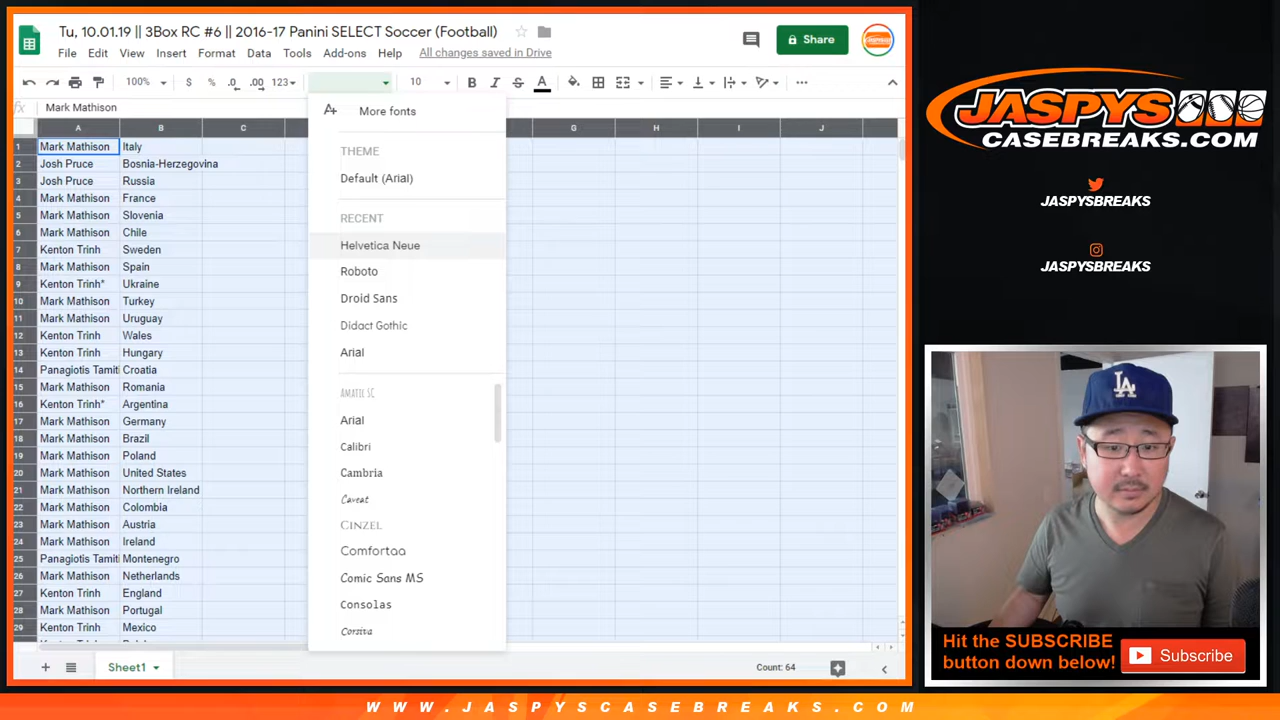 Tu, 10.01.19 || 3Box RC #6 || 2016-17 Panini SELECT Soccer (Football)
File Edit View Insert Format Data Tools Add-ons Help All changes saved in Drive
Share
100% $ % .0 .00 123 10 B I S A
fx Mark Mathison
A B C G H I J
1 Mark Mathison Italy
2 Josh Pruce Bosnia-Herzegovina
3 Josh Pruce Russia
4 Mark Mathison France
5 Mark Mathison Slovenia
6 Mark Mathison Chile
7 Kenton Trinh Sweden
8 Mark Mathison Spain
9 Kenton Trinh* Ukraine
10 Mark Mathison Turkey
11 Mark Mathison Uruguay
12 Kenton Trinh Wales
13 Kenton Trinh Hungary
14 Panagiotis Tamiti Croatia
15 Mark Mathison Romania
16 Kenton Trinh* Argentina
17 Mark Mathison Germany
18 Mark Mathison Brazil
19 Mark Mathison Poland
20 Mark Mathison United States
21 Mark Mathison Northern Ireland
22 Mark Mathison Colombia
23 Mark Mathison Austria
24 Mark Mathison Ireland
25 Panagiotis Tamiti Montenegro
26 Mark Mathison Netherlands
27 Kenton Trinh England
28 Mark Mathison Portugal
29 Kenton Trinh Mexico
More fonts
THEME
Default (Arial)
RECENT
Helvetica Neue
Roboto
Droid Sans
Didact Gothic
Arial
AMATIC SC
Arial
Calibri
Cambria
Caveat
CINZEL
Comfortaa
Comic Sans MS
Consolas
Corsiva
Sheet1
Count: 64
JASPYS
CASEBREAKS.COM
JASPYSBREAKS
JASPYSBREAKS
LA
Hit the SUBSCRIBE
button down below!
Subscribe
WWW.JASPYSCASEBREAKS.COM